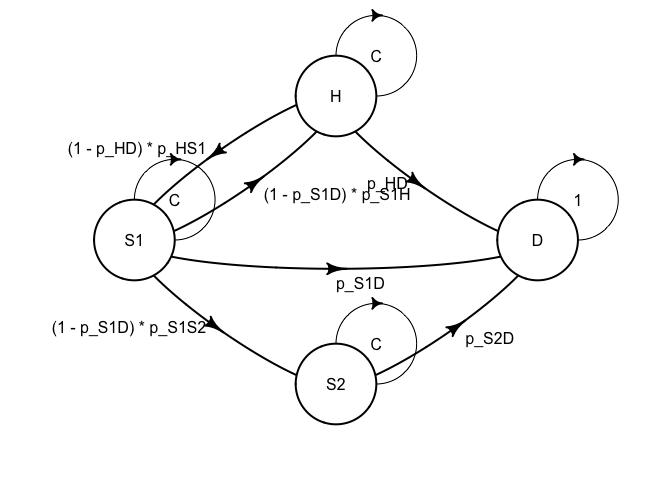 C
H
(1 - p_HD) * p_HS1
p_HD
(1 - p_S1D) * p_S1H
C
1
S1
D
p_S1D
(1 - p_S1D) * p_S1S2
C
p_S2D
S2